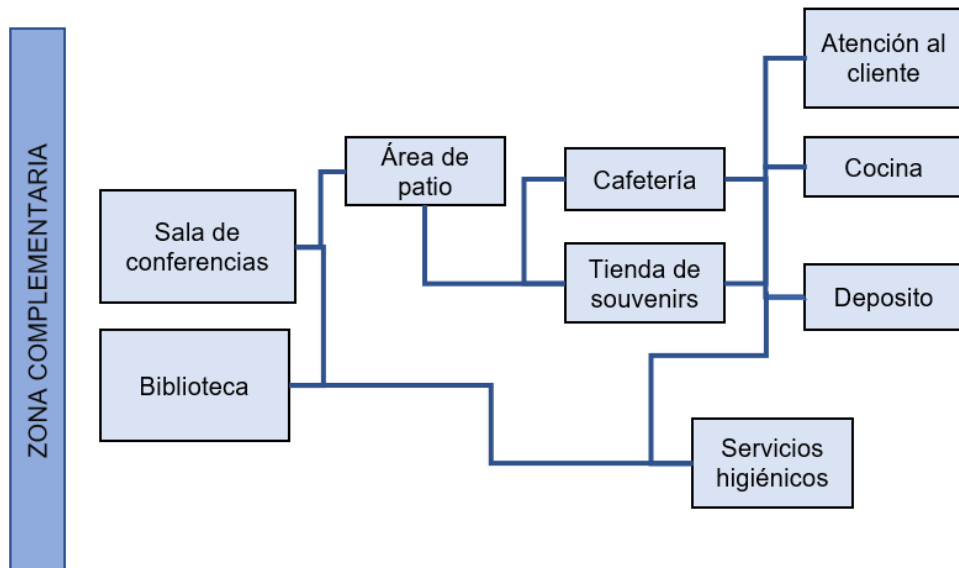 ZONA COMPLEMENTARIA
Sala de
conferencias
Biblioteca
Área de
patio
Cafetería
Tienda de
souvenirs
Atención al
cliente
Cocina
Deposito
Servicios
higiénicos